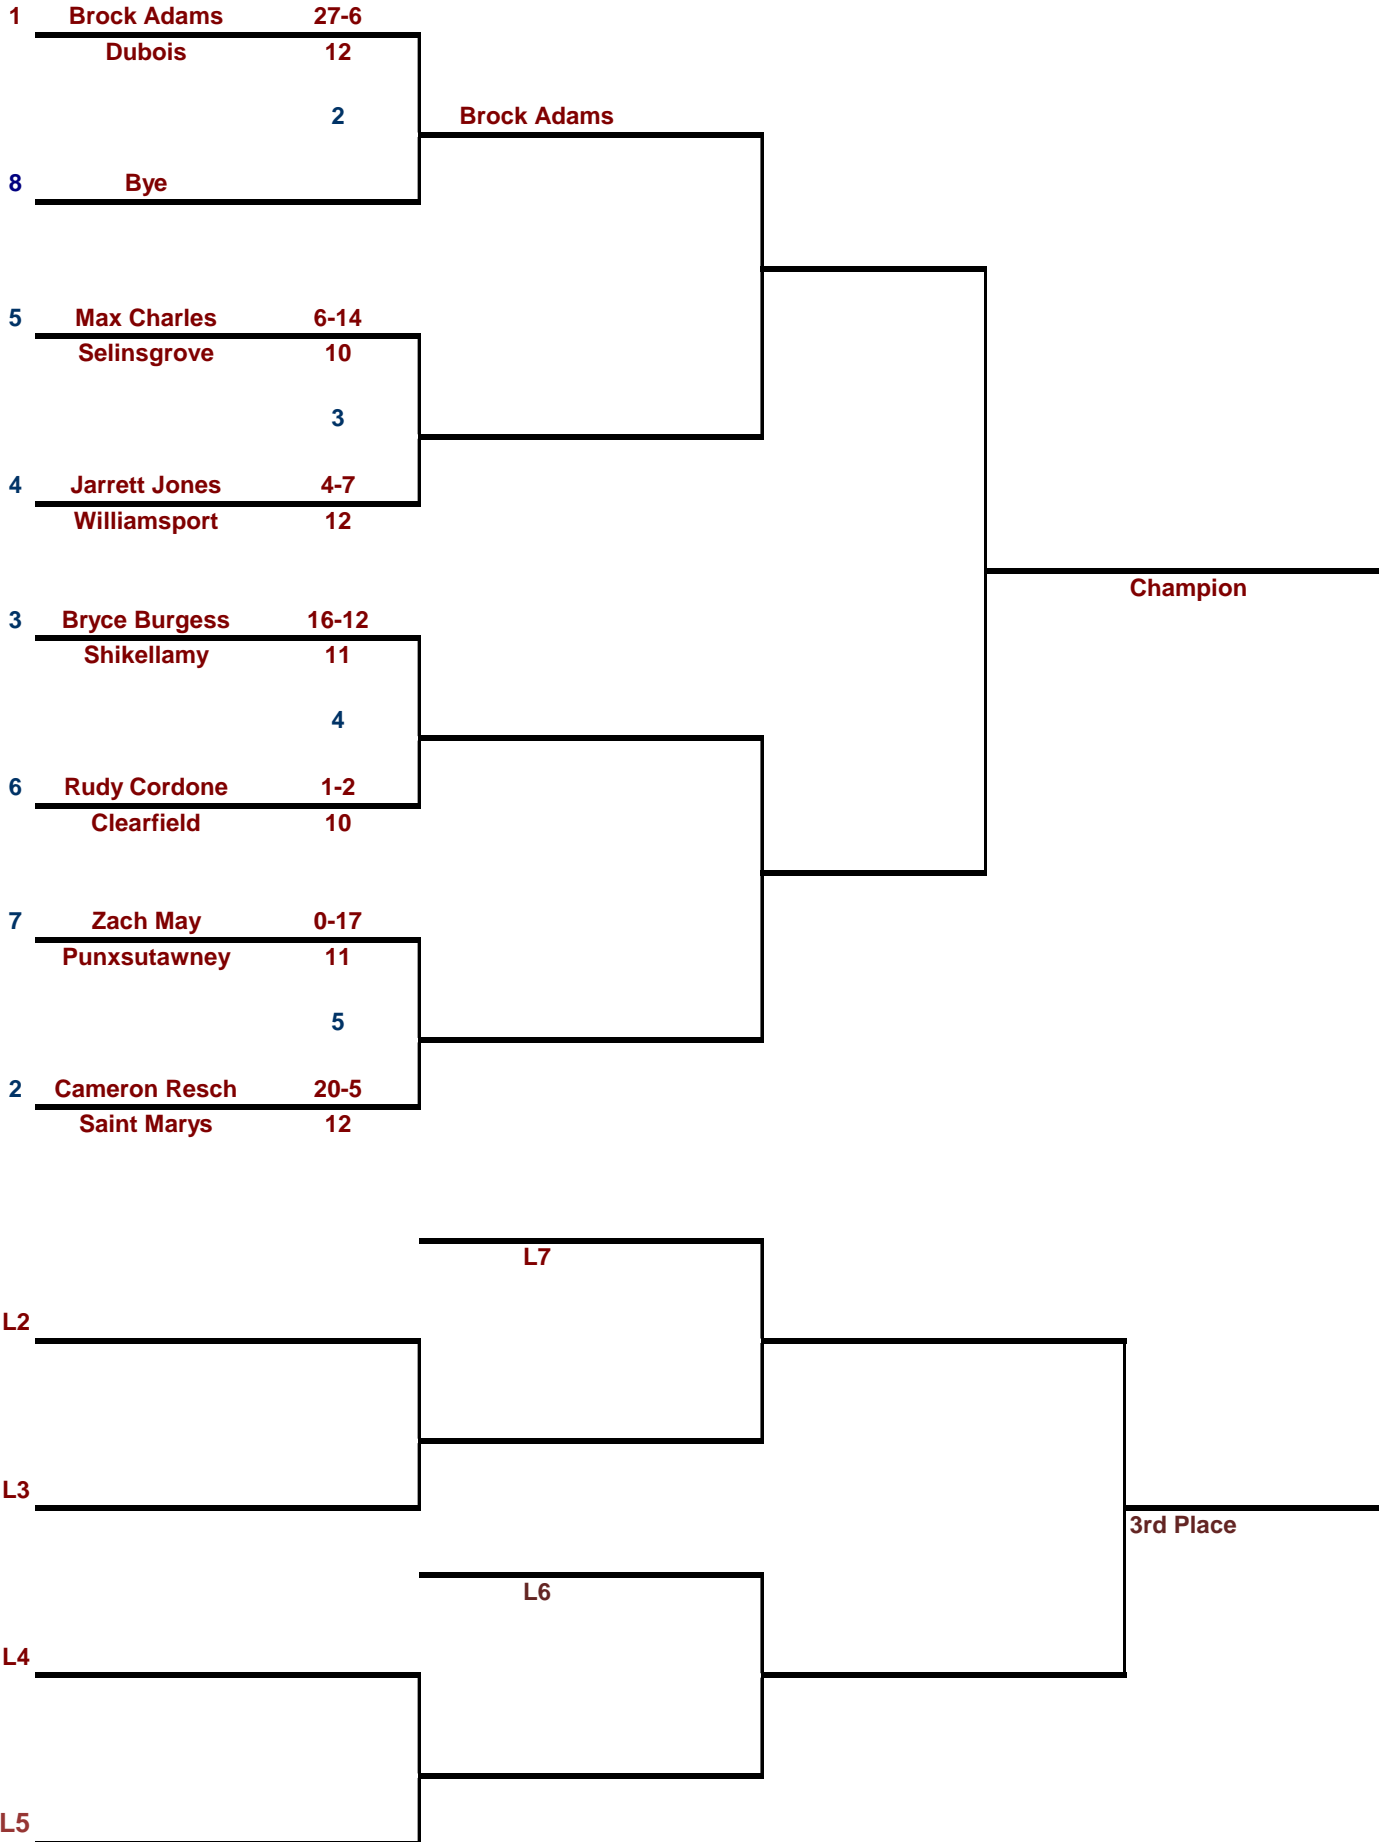 1 Brock Adams 27-6
Dubois 12
2 Brock Adams
8 Bye
5 Max Charles 6-14
Selinsgrove 10
3
4 Jarrett Jones 4-7
Williamsport 12
Champion
3 Bryce Burgess 16-12
Shikellamy 11
4
6 Rudy Cordone 1-2
Clearfield 10
7 Zach May 0-17
Punxsutawney 11
5
2 Cameron Resch 20-5
Saint Marys 12
L7
L2
L3
3rd Place
L6
L4
L5